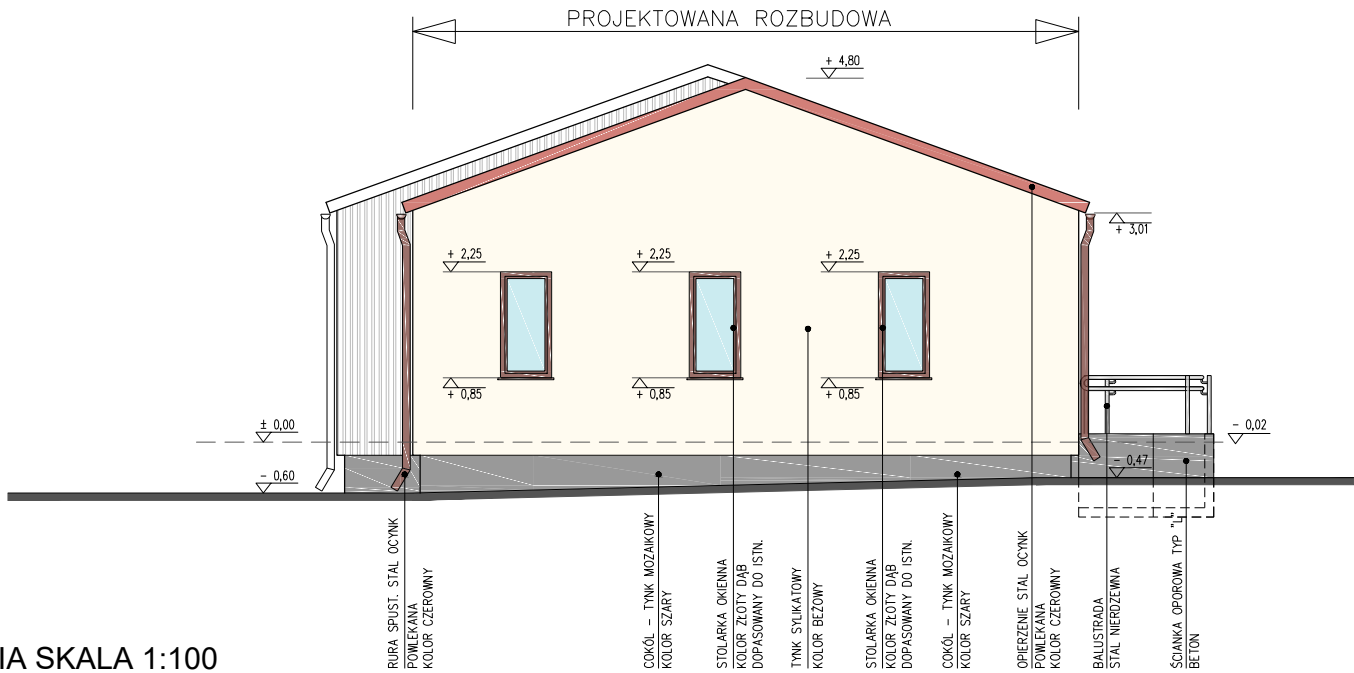 PROJEKTOWANA ROZBUDOWA
+ 4,80
+ 3,01
+ 2,25
+ 2,25
+ 2,25
+ 0,85
+ 0,85
+ 0,85
± 0,00
- 0,02
- 0,60
- 0,47
RURA SPUST. STAL OCYNK
POWLEKANA
KOLOR CZEROWNY
COKÓL - TYNK MOZAIKOWY
KOLOR SZARY
STOLARKA OKIENNA
KOLOR ZŁOTY DĄB
DOPASOWANY DO ISTN.
TYNK SYLIKATOWY
KOLOR BEŻOWY
STOLARKA OKIENNA
KOLOR ZŁOTY DĄB
DOPASOWANY DO ISTN.
COKÓL - TYNK MOZAIKOWY
KOLOR SZARY
OPIERZENIE STAL OCYNK
POWLEKANA
KOLOR CZEROWNY
BALUSTRADA
STAL NIERDZEWNA
ŚCIANKA OPOROWA TYP "L"
BETON
IA SKALA 1:100